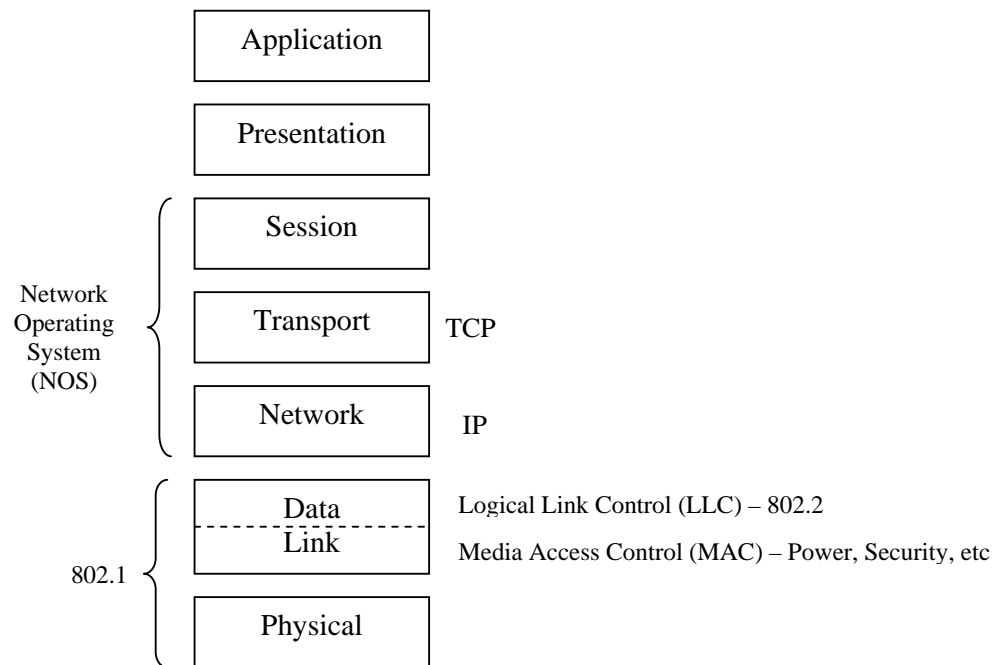 Application
Presentation
Session
Network
Operating
System
(NOS)
Transport
TCP
Network
IP
Data
Link
Logical Link Control (LLC) – 802.2
Media Access Control (MAC) – Power, Security, etc
802.1
Physical